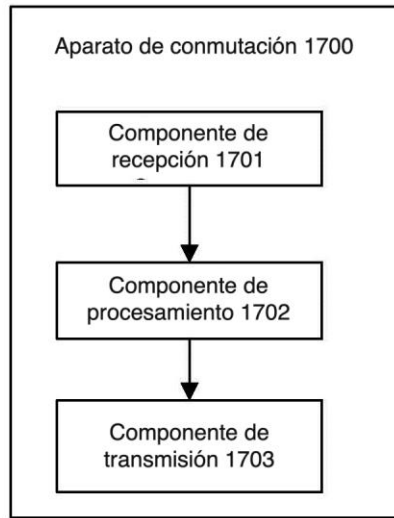 Aparato de conmutación 1700
Componente de
recepción 1701
Componente de
procesamiento 1702
Componente de
transmisión 1703